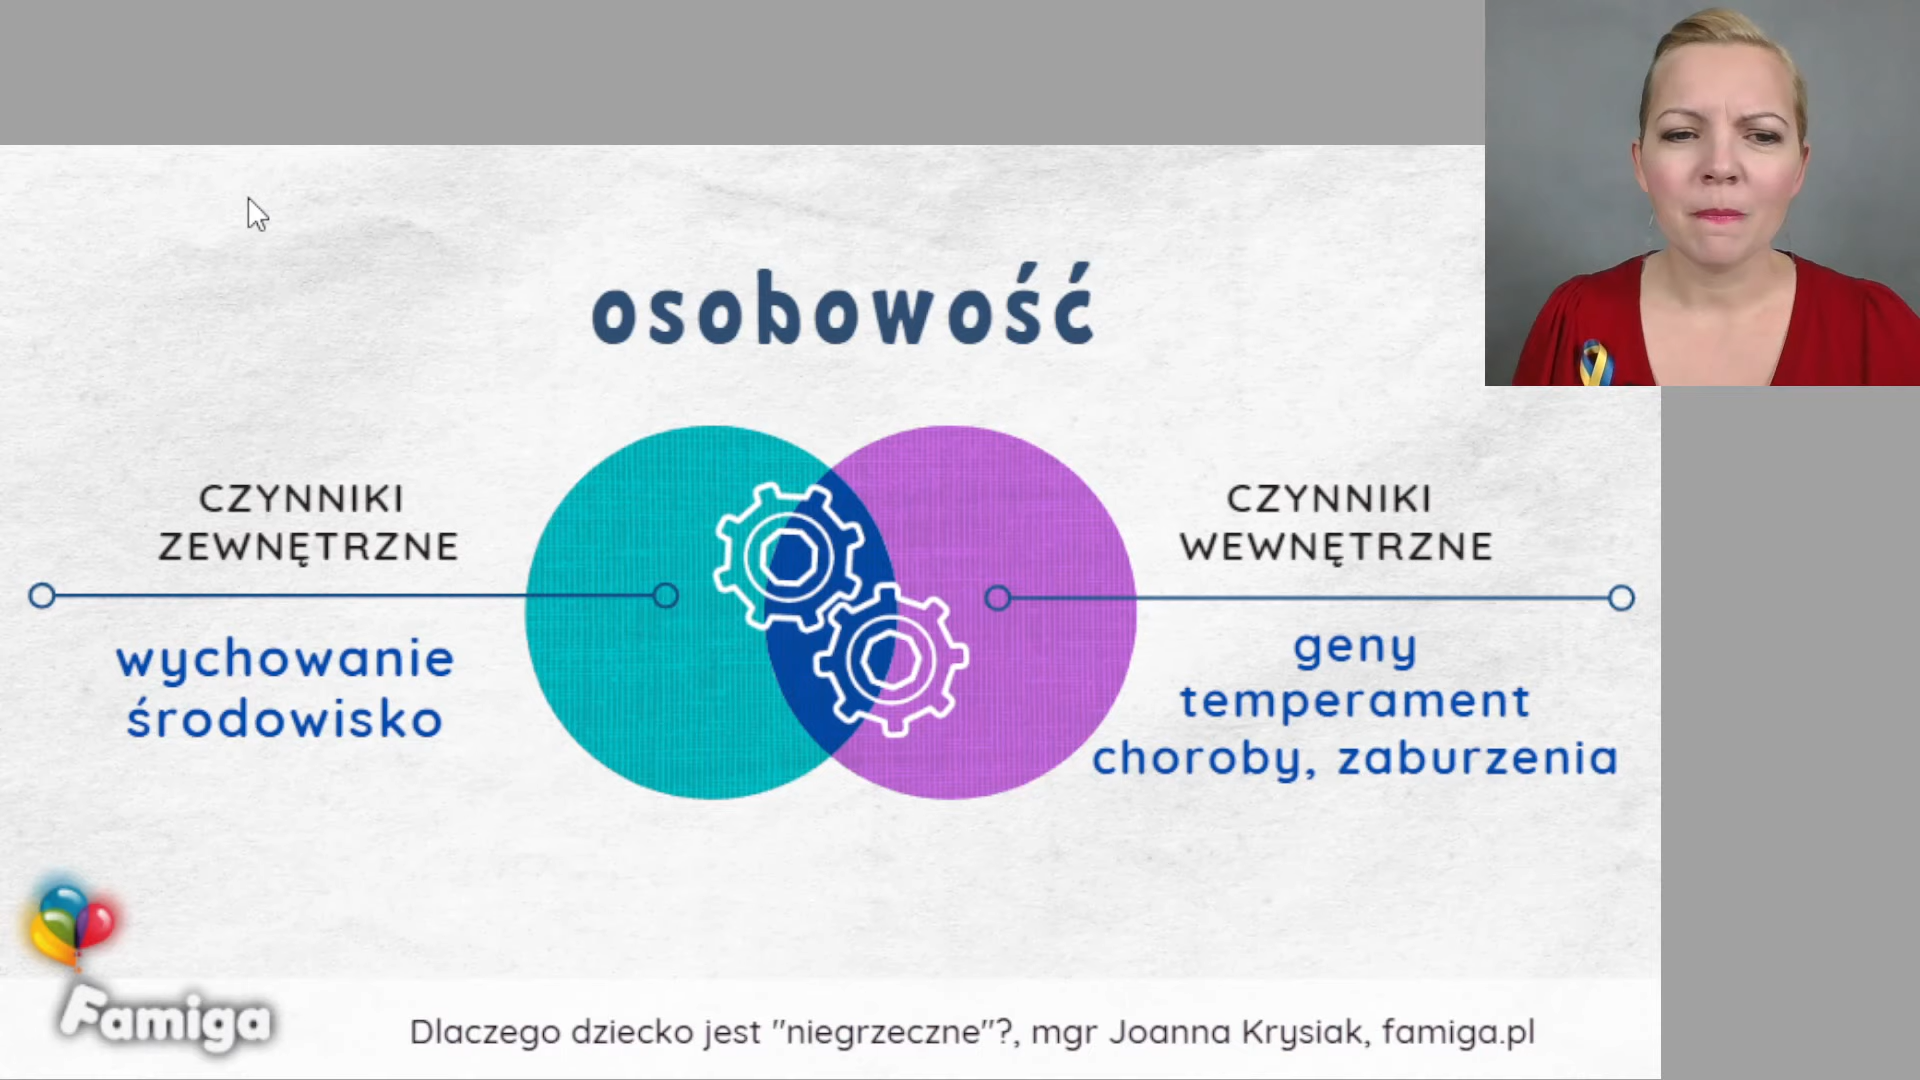 osobowość
CZYNNIKI
ZEWNĘTRZNE
wychowanie
środowisko
CZYNNIKI
WEWNĘTRZNE
geny
temperament
choroby, zaburzenia
Famiga
Dlaczego dziecko jest "niegrzeczne"?, mgr Joanna Krysiak, famiga.pl